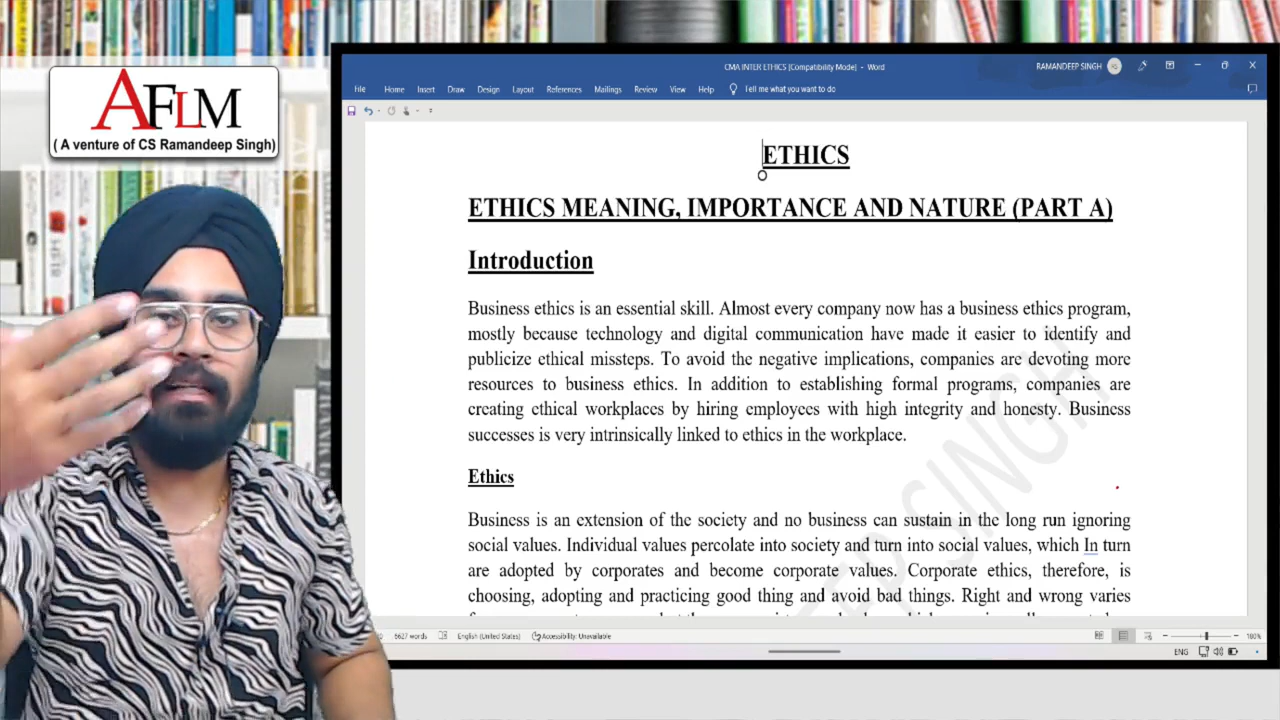 AFLM
( A venture of CS Ramandeep Singh)
CMA INTER ETHICS [Compatibility Mode] - Word
RAMANDEEP SINGH
File Home Insert Draw Design Layout References Mailings Review View Help Tell me what you want to do
ETHICS
ETHICS MEANING, IMPORTANCE AND NATURE (PART A)
Introduction
Business ethics is an essential skill. Almost every company now has a business ethics program,
mostly because technology and digital communication have made it easier to identify and
publicize ethical missteps. To avoid the negative implications, companies are devoting more
resources to business ethics. In addition to establishing formal programs, companies are
creating ethical workplaces by hiring employees with high integrity and honesty. Business
successes is very intrinsically linked to ethics in the workplace.
Ethics
Business is an extension of the society and no business can sustain in the long run ignoring
social values. Individual values percolate into society and turn into social values, which In turn
are adopted by corporates and become corporate values. Corporate ethics, therefore, is
choosing, adopting and practicing good thing and avoid bad things. Right and wrong varies
6627 words English (United States) Accessibility: Unavailable 180%
ENG